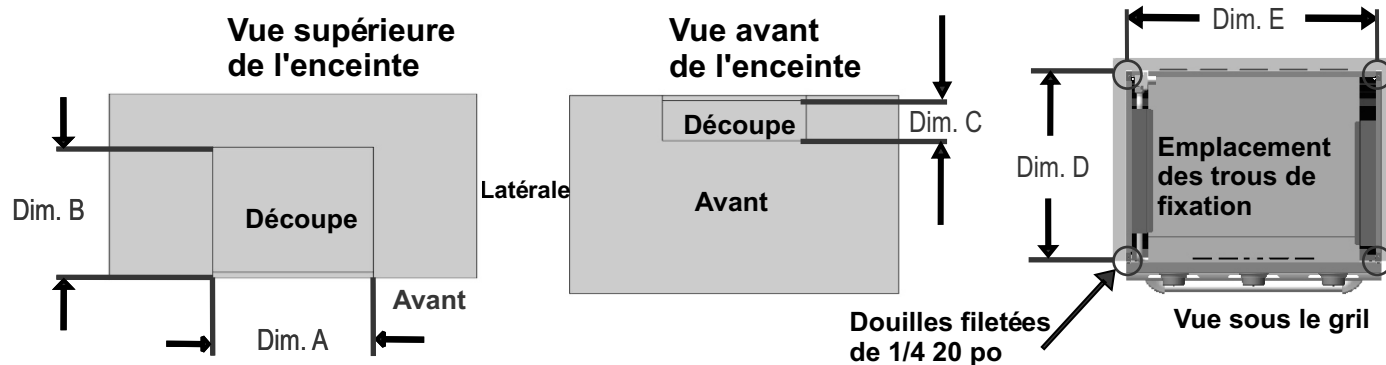 Vue supérieure
de l'enceinte
Dim. B
Découpe
Latérale
Avant
Dim. A
Vue avant
de l'enceinte
Découpe
Dim. C
Avant
Dim. E
Dim. D
Emplacement
des trous de
fixation
Douilles filetées
de 1/4 20 po
Vue sous le gril